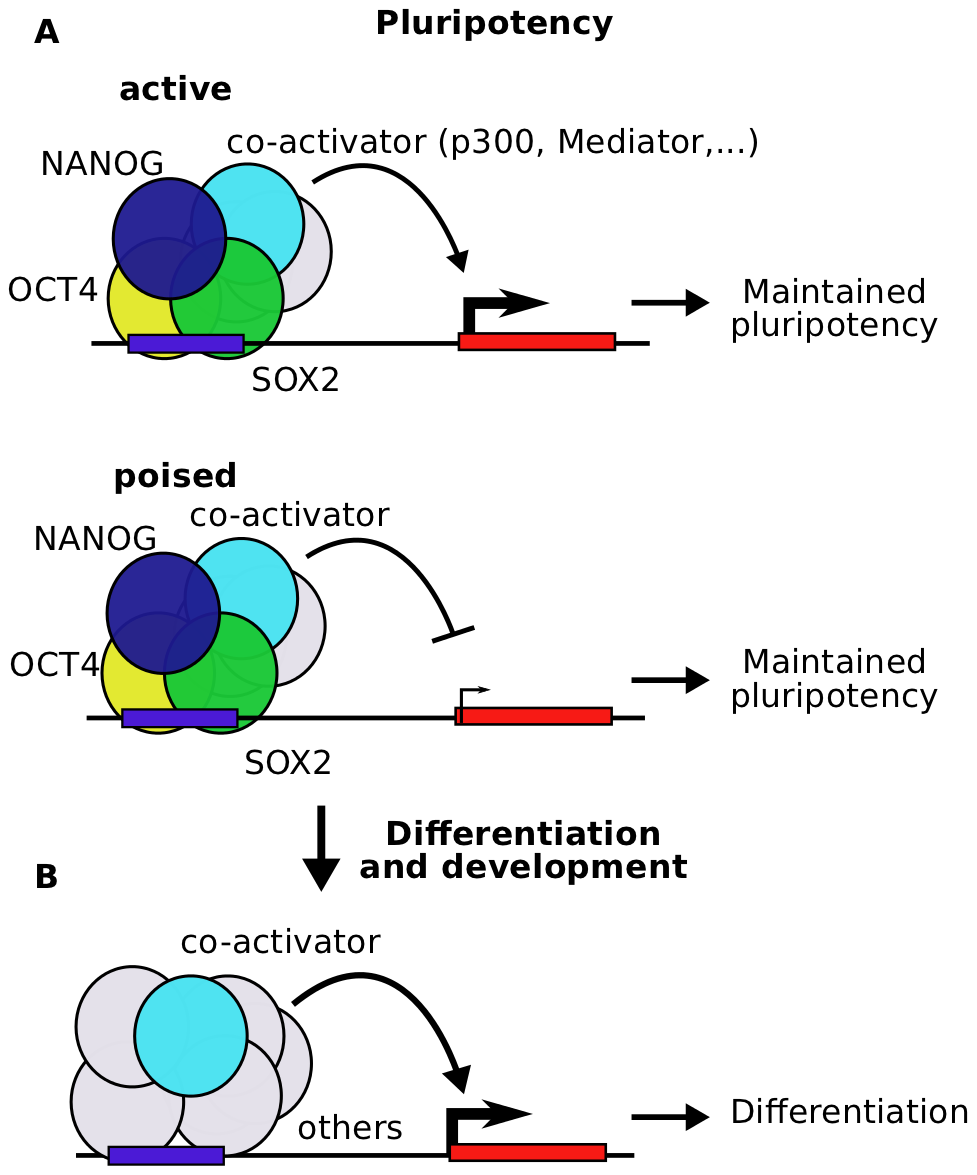 A
Pluripotency
active
co-activator (p300, Mediator,...)
NANOG
OCT4
Maintained
pluripotency
SOX2
poised
co-activator
NANOG
OCT4
Maintained
pluripotency
SOX2
Differentiation
and development
B
co-activator
others
Differentiation